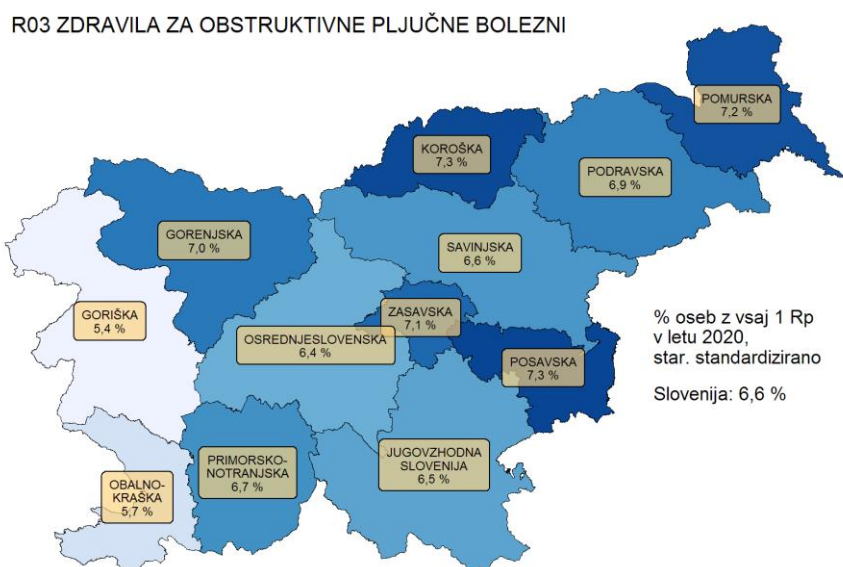 R03 ZDRAVILA ZA OBSTRUKTIVNE PLJUČNE BOLEZNI
POMURSKA
7,2 %
KOROŠKA
7,3 %
PODRAVSKA
6,9 %
GORENJSKA
7,0 %
SAVINJSKA
6,6 %
GORIŠKA
5,4 %
ZASAVSKA
7,1 %
OSREDNJESLOVENSKA
6,4 %
POSAVSKA
7,3 %
% oseb z vsaj 1 Rp
v letu 2020,
star. standardizirano
Slovenija: 6,6 %
PRIMORSKO-
NOTRANJSKA
6,7 %
JUGOVZHODNA
SLOVENIJA
6,5 %
OBALNO-
KRAŠKA
5,7 %